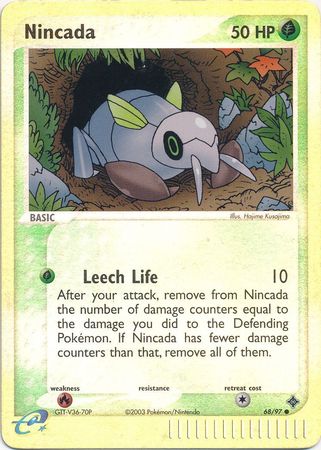 Nincada 50 HP
BASIC
Illus. Hajime Kusajima
Leech Life 10
After your attack, remove from Nincada
the number of damage counters equal
to the damage you did to the Defending
Pokémon. If Nincada has fewer
damage counters than that, remove all of them.
weakness resistance retreat cost
GTT-V36-70P ©2003 Pokémon/Nintendo 68/97
e